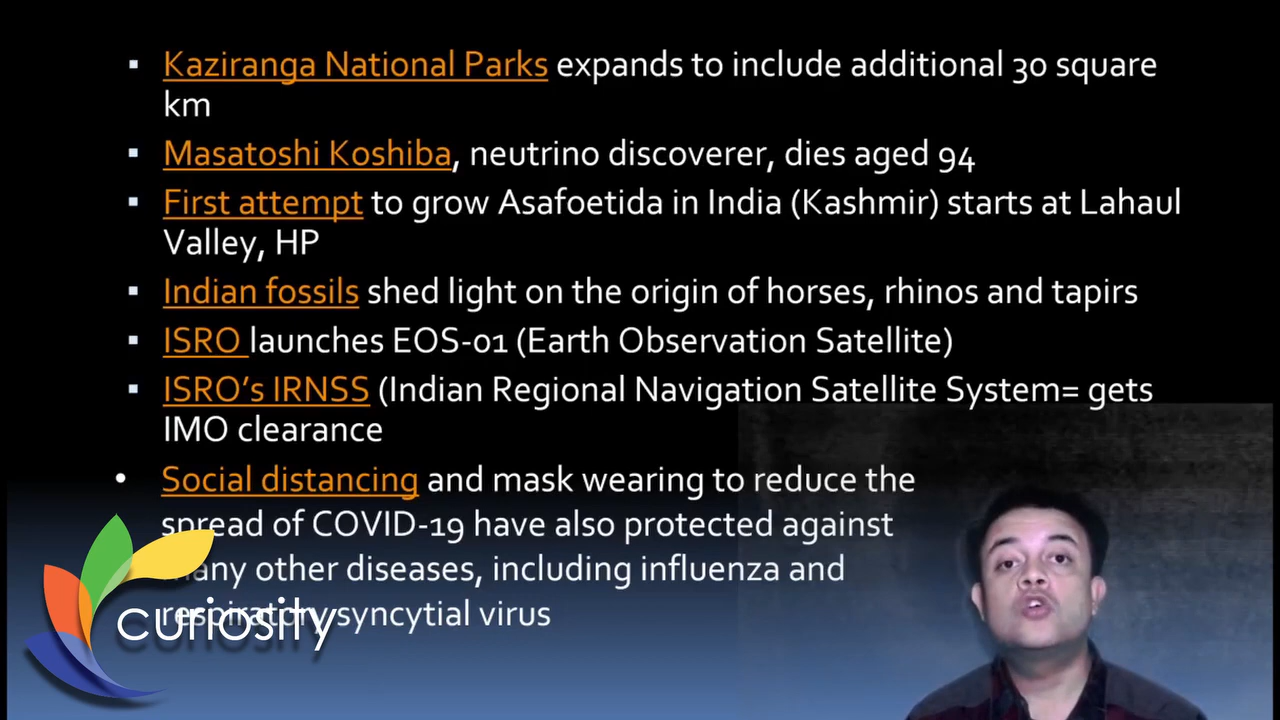 ▪ Kaziranga National Parks expands to include additional 30 square
km
▪ Masatoshi Koshiba, neutrino discoverer, dies aged 94
▪ First attempt to grow Asafoetida in India (Kashmir) starts at Lahaul
Valley, HP
▪ Indian fossils shed light on the origin of horses, rhinos and tapirs
▪ ISRO launches EOS-01 (Earth Observation Satellite)
▪ ISRO's IRNSS (Indian Regional Navigation Satellite System= gets
IMO clearance
• Social distancing and mask wearing to reduce the
spread of COVID-19 have also protected against
many other diseases, including influenza and
respiratory syncytial virus
curiosity